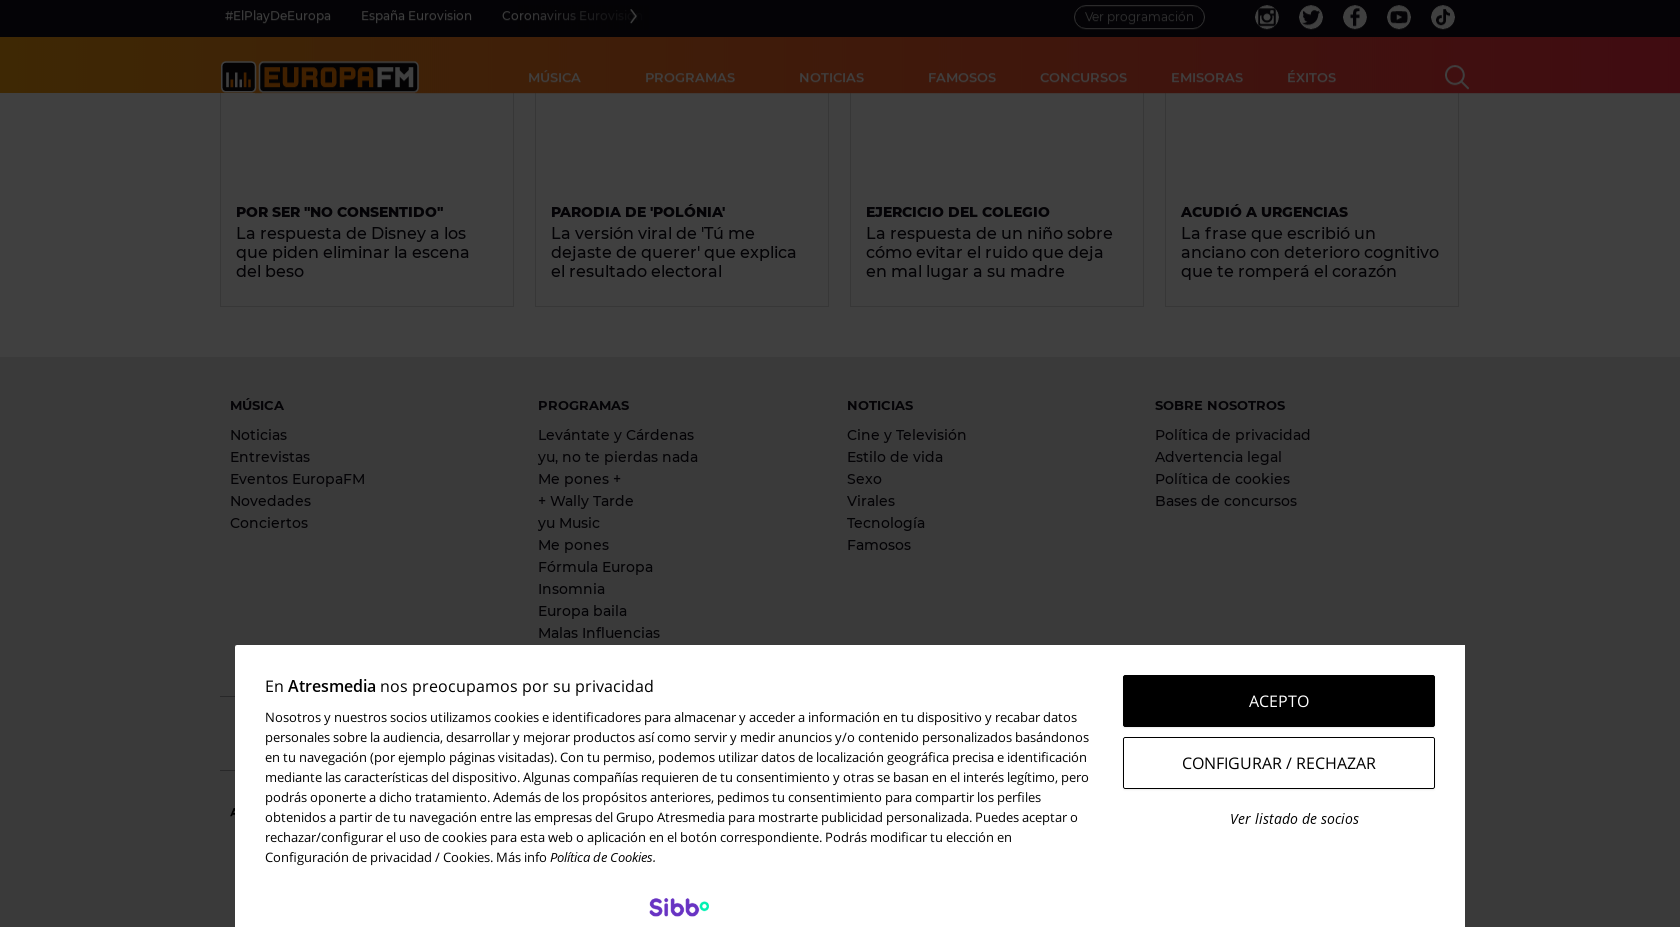 #ElPlayDeEuropa España Eurovision Coronavirus Eurovisi
Ver programación
EUROPAFM
MÚSICA PROGRAMAS NOTICIAS FAMOSOS CONCURSOS EMISORAS ÉXITOS
POR SER "NO CONSENTIDO"
La respuesta de Disney a los
que piden eliminar la escena
del beso
PARODIA DE 'POLÓNIA'
La versión viral de 'Tú me
dejaste de querer' que explica
el resultado electoral
EJERCICIO DEL COLEGIO
La respuesta de un niño sobre
cómo evitar el ruido que deja
en mal lugar a su madre
ACUDIÓ A URGENCIAS
La frase que escribió un
anciano con deterioro cognitivo
que te romperá el corazón
MÚSICA
Noticias
Entrevistas
Eventos EuropaFM
Novedades
Conciertos
PROGRAMAS
Levántate y Cárdenas
yu, no te pierdas nada
Me pones +
+ Wally Tarde
yu Music
Me pones
Fórmula Europa
Insomnia
Europa baila
Malas Influencias
NOTICIAS
Cine y Televisión
Estilo de vida
Sexo
Virales
Tecnología
Famosos
SOBRE NOSOTROS
Política de privacidad
Advertencia legal
Política de cookies
Bases de concursos
En Atresmedia nos preocupamos por su privacidad
Nosotros y nuestros socios utilizamos cookies e identificadores para almacenar y acceder a información en tu dispositivo y recabar datos
personales sobre la audiencia, desarrollar y mejorar productos así como servir y medir anuncios y/o contenido personalizados basándonos
en tu navegación (por ejemplo páginas visitadas). Con tu permiso, podemos utilizar datos de localización geográfica precisa e identificación
mediante las características del dispositivo. Algunas compañías requieren de tu consentimiento y otras se basan en el interés legítimo, pero
podrás oponerte a dicho tratamiento. Además de los propósitos anteriores, pedimos tu consentimiento para compartir los perfiles
obtenidos a partir de tu navegación entre las empresas del Grupo Atresmedia para mostrarte publicidad personalizada. Puedes aceptar o
rechazar/configurar el uso de cookies para esta web o aplicación en el botón correspondiente. Podrás modificar tu elección en
Configuración de privacidad / Cookies. Más info Política de Cookies.
ACEPTO
CONFIGURAR / RECHAZAR
Ver listado de socios
Sibbo